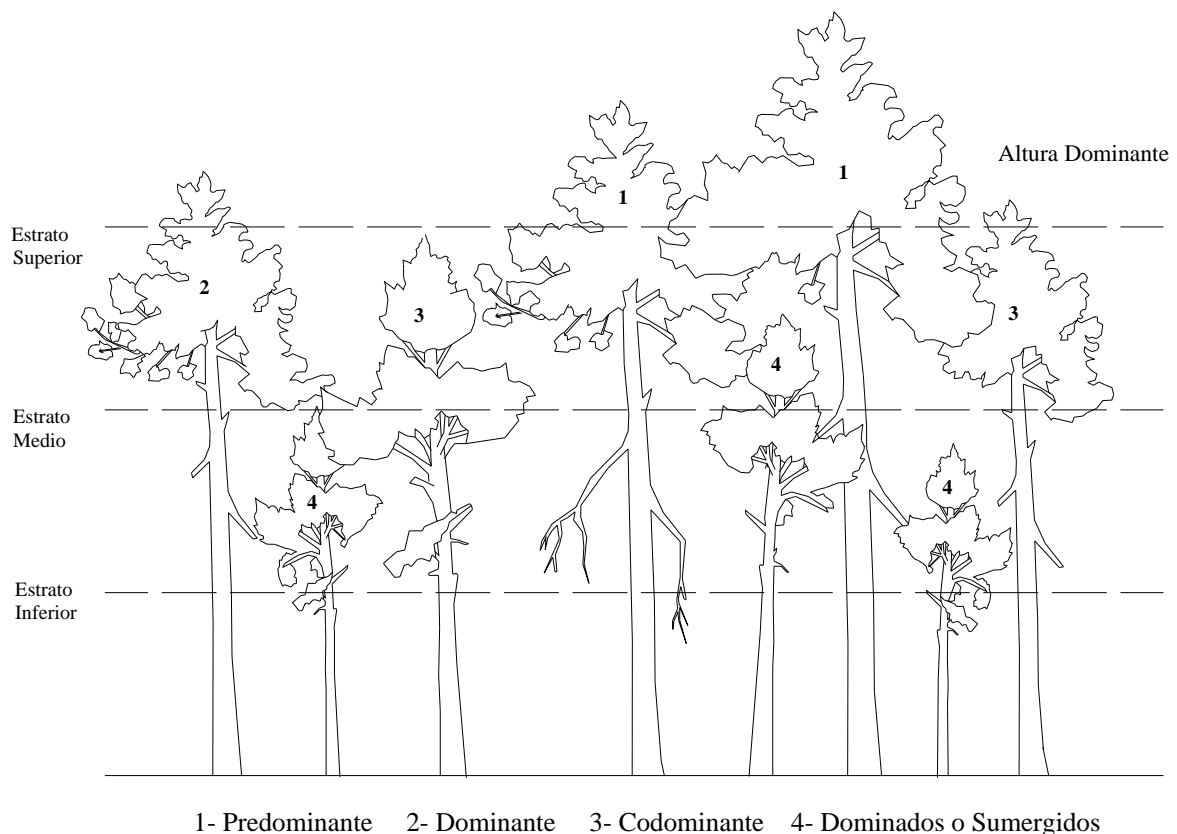 1
1
Altura Dominante
Estrato
Superior
2
3
3
4
Estrato
Medio
4
4
Estrato
Inferior
1- Predominante 2- Dominante 3- Codominante 4- Dominados o Sumergidos